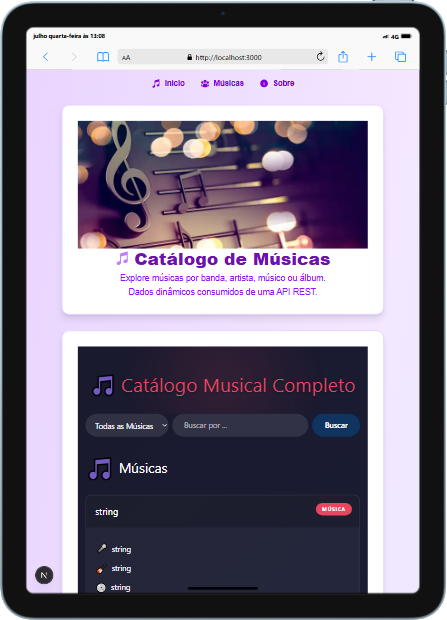 julho quarta-feira às 13:08
4G
AA
http://localhost:3000
Início Músicas Sobre
Catálogo de Músicas
Explore músicas por banda, artista, músico ou álbum.
Dados dinâmicos consumidos de uma API REST.
Catálogo Musical Completo
Todas as Músicas Buscar por ... Buscar
Músicas
string MÚSICA
string
string
string
N